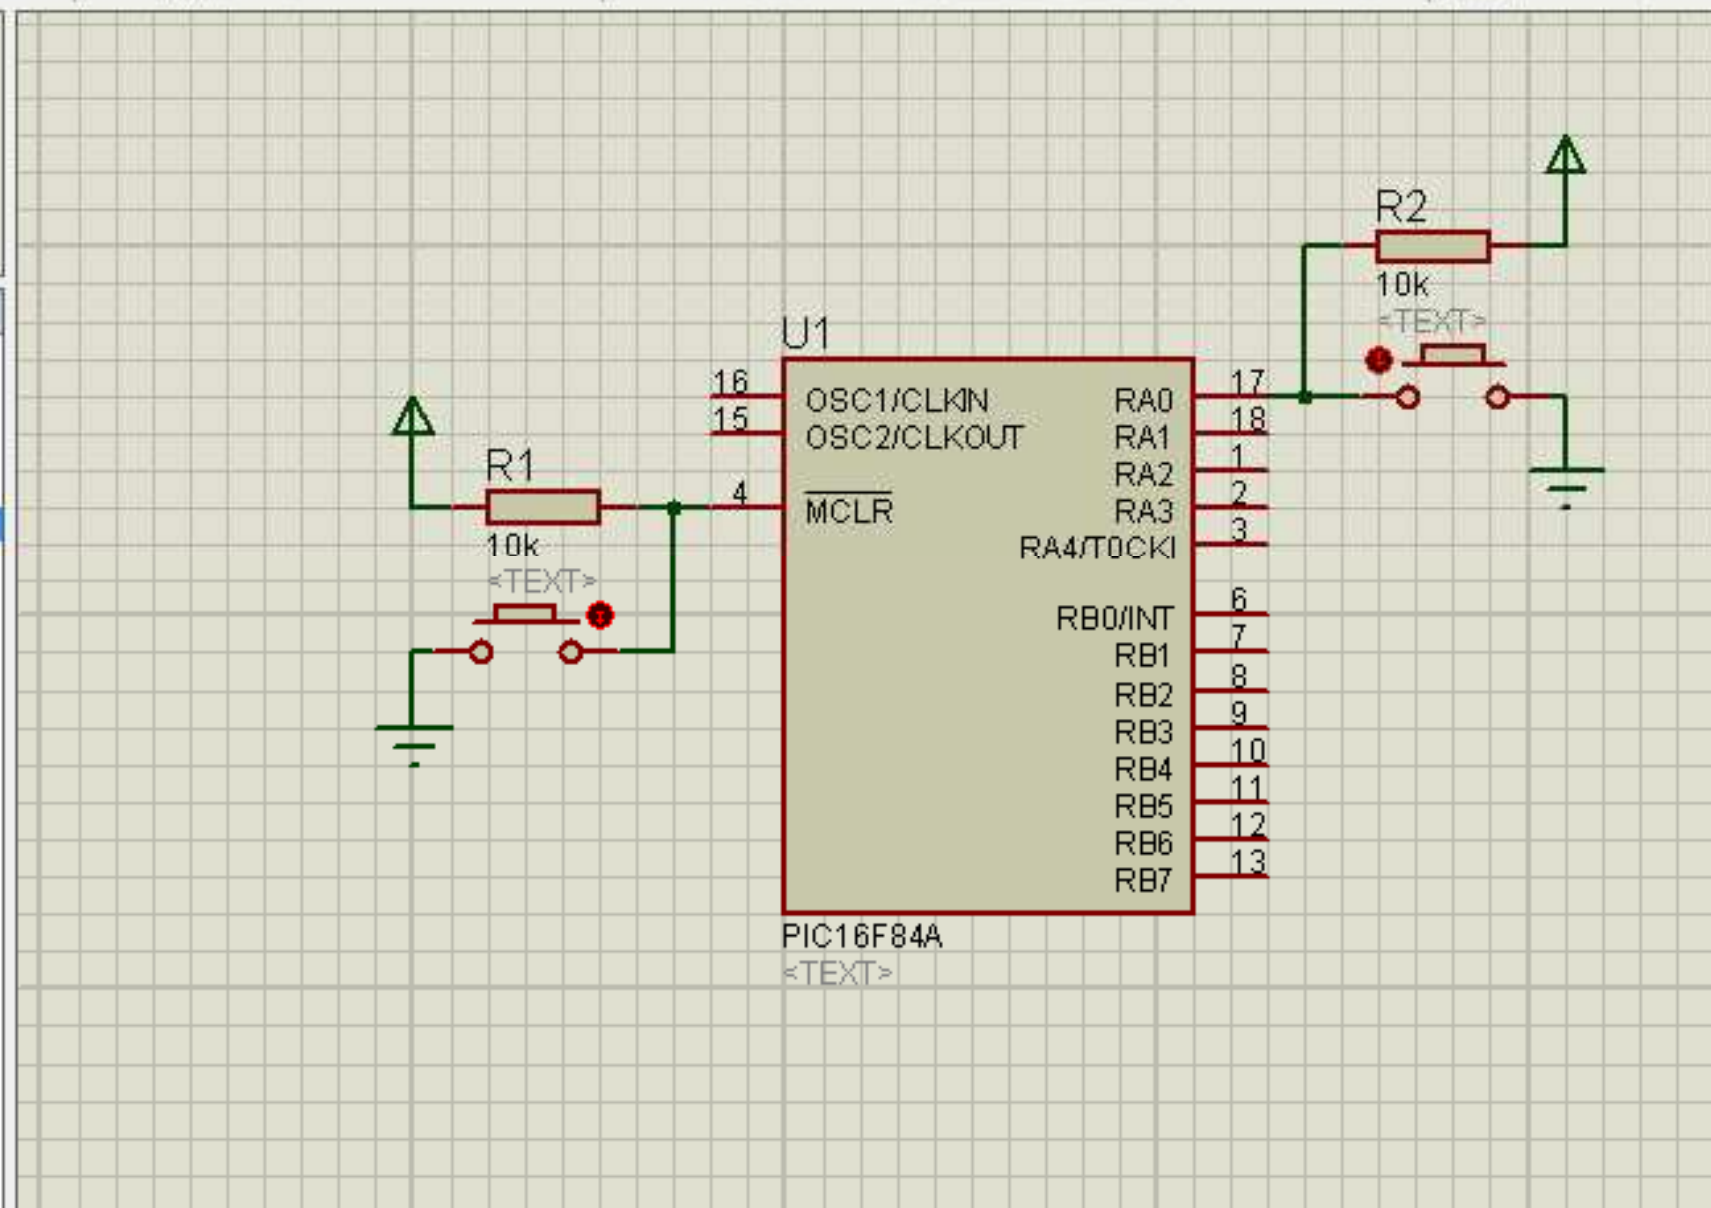 R2
10k
<TEXT>
U1
16
OSC1/CLKIN
RA0
17
15
OSC2/CLKOUT
RA1
18
RA2
1
R1
4
MCLR
RA3
2
10k
RA4/T0CKI
3
<TEXT>
RB0/INT
6
RB1
7
RB2
8
RB3
9
RB4
10
RB5
11
RB6
12
RB7
13
PIC16F84A
<TEXT>